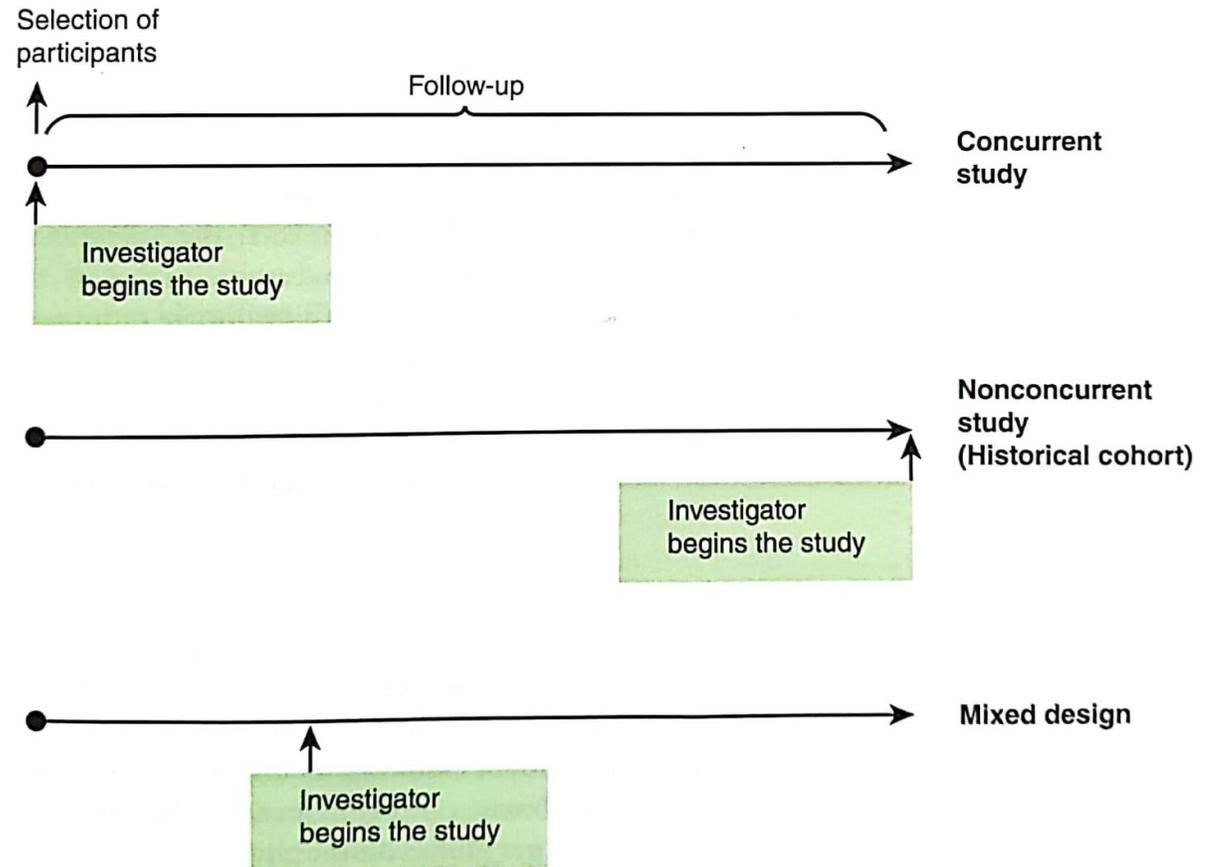 Selection of
participants
Follow-up
Concurrent
study
Investigator
begins the study
Nonconcurrent
study
(Historical cohort)
Investigator
begins the study
Mixed design
Investigator
begins the study